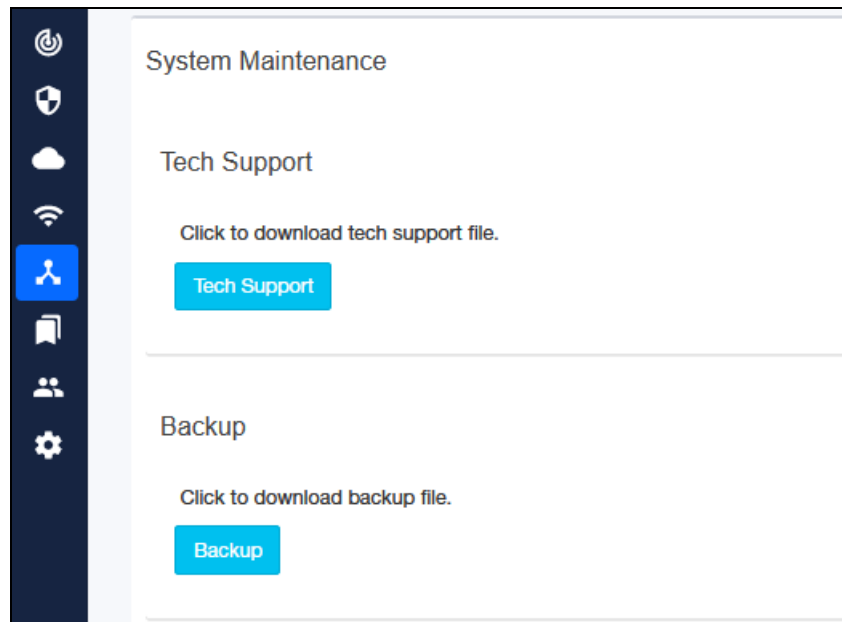 System Maintenance
Tech Support
Click to download tech support file.
Tech Support
Backup
Click to download backup file.
Backup